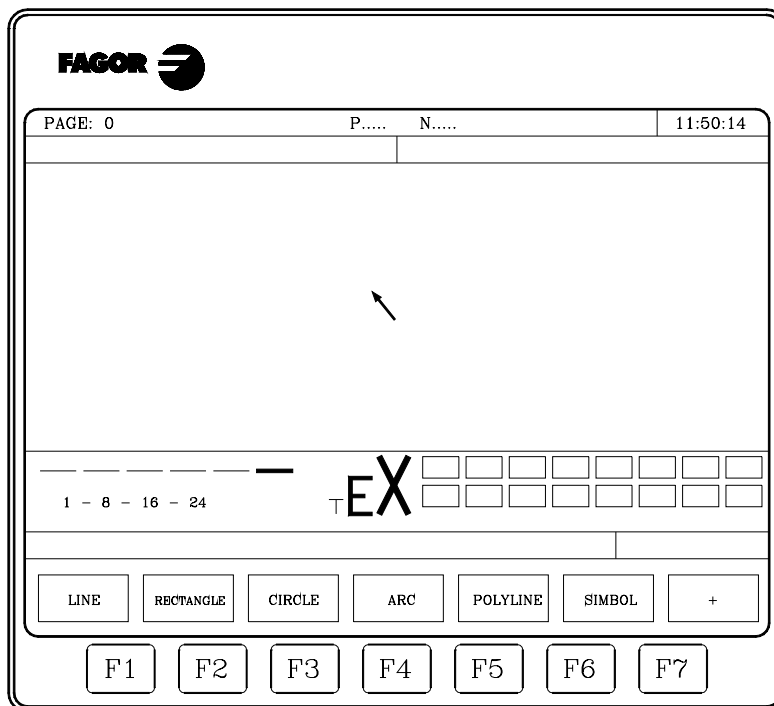 FAGOR
PAGE: 0 P..... N..... 11:50:14
1 - 8 - 16 - 24
TEX
LINE RECTANGLE CIRCLE ARC POLYLINE SIMBOL +
F1 F2 F3 F4 F5 F6 F7